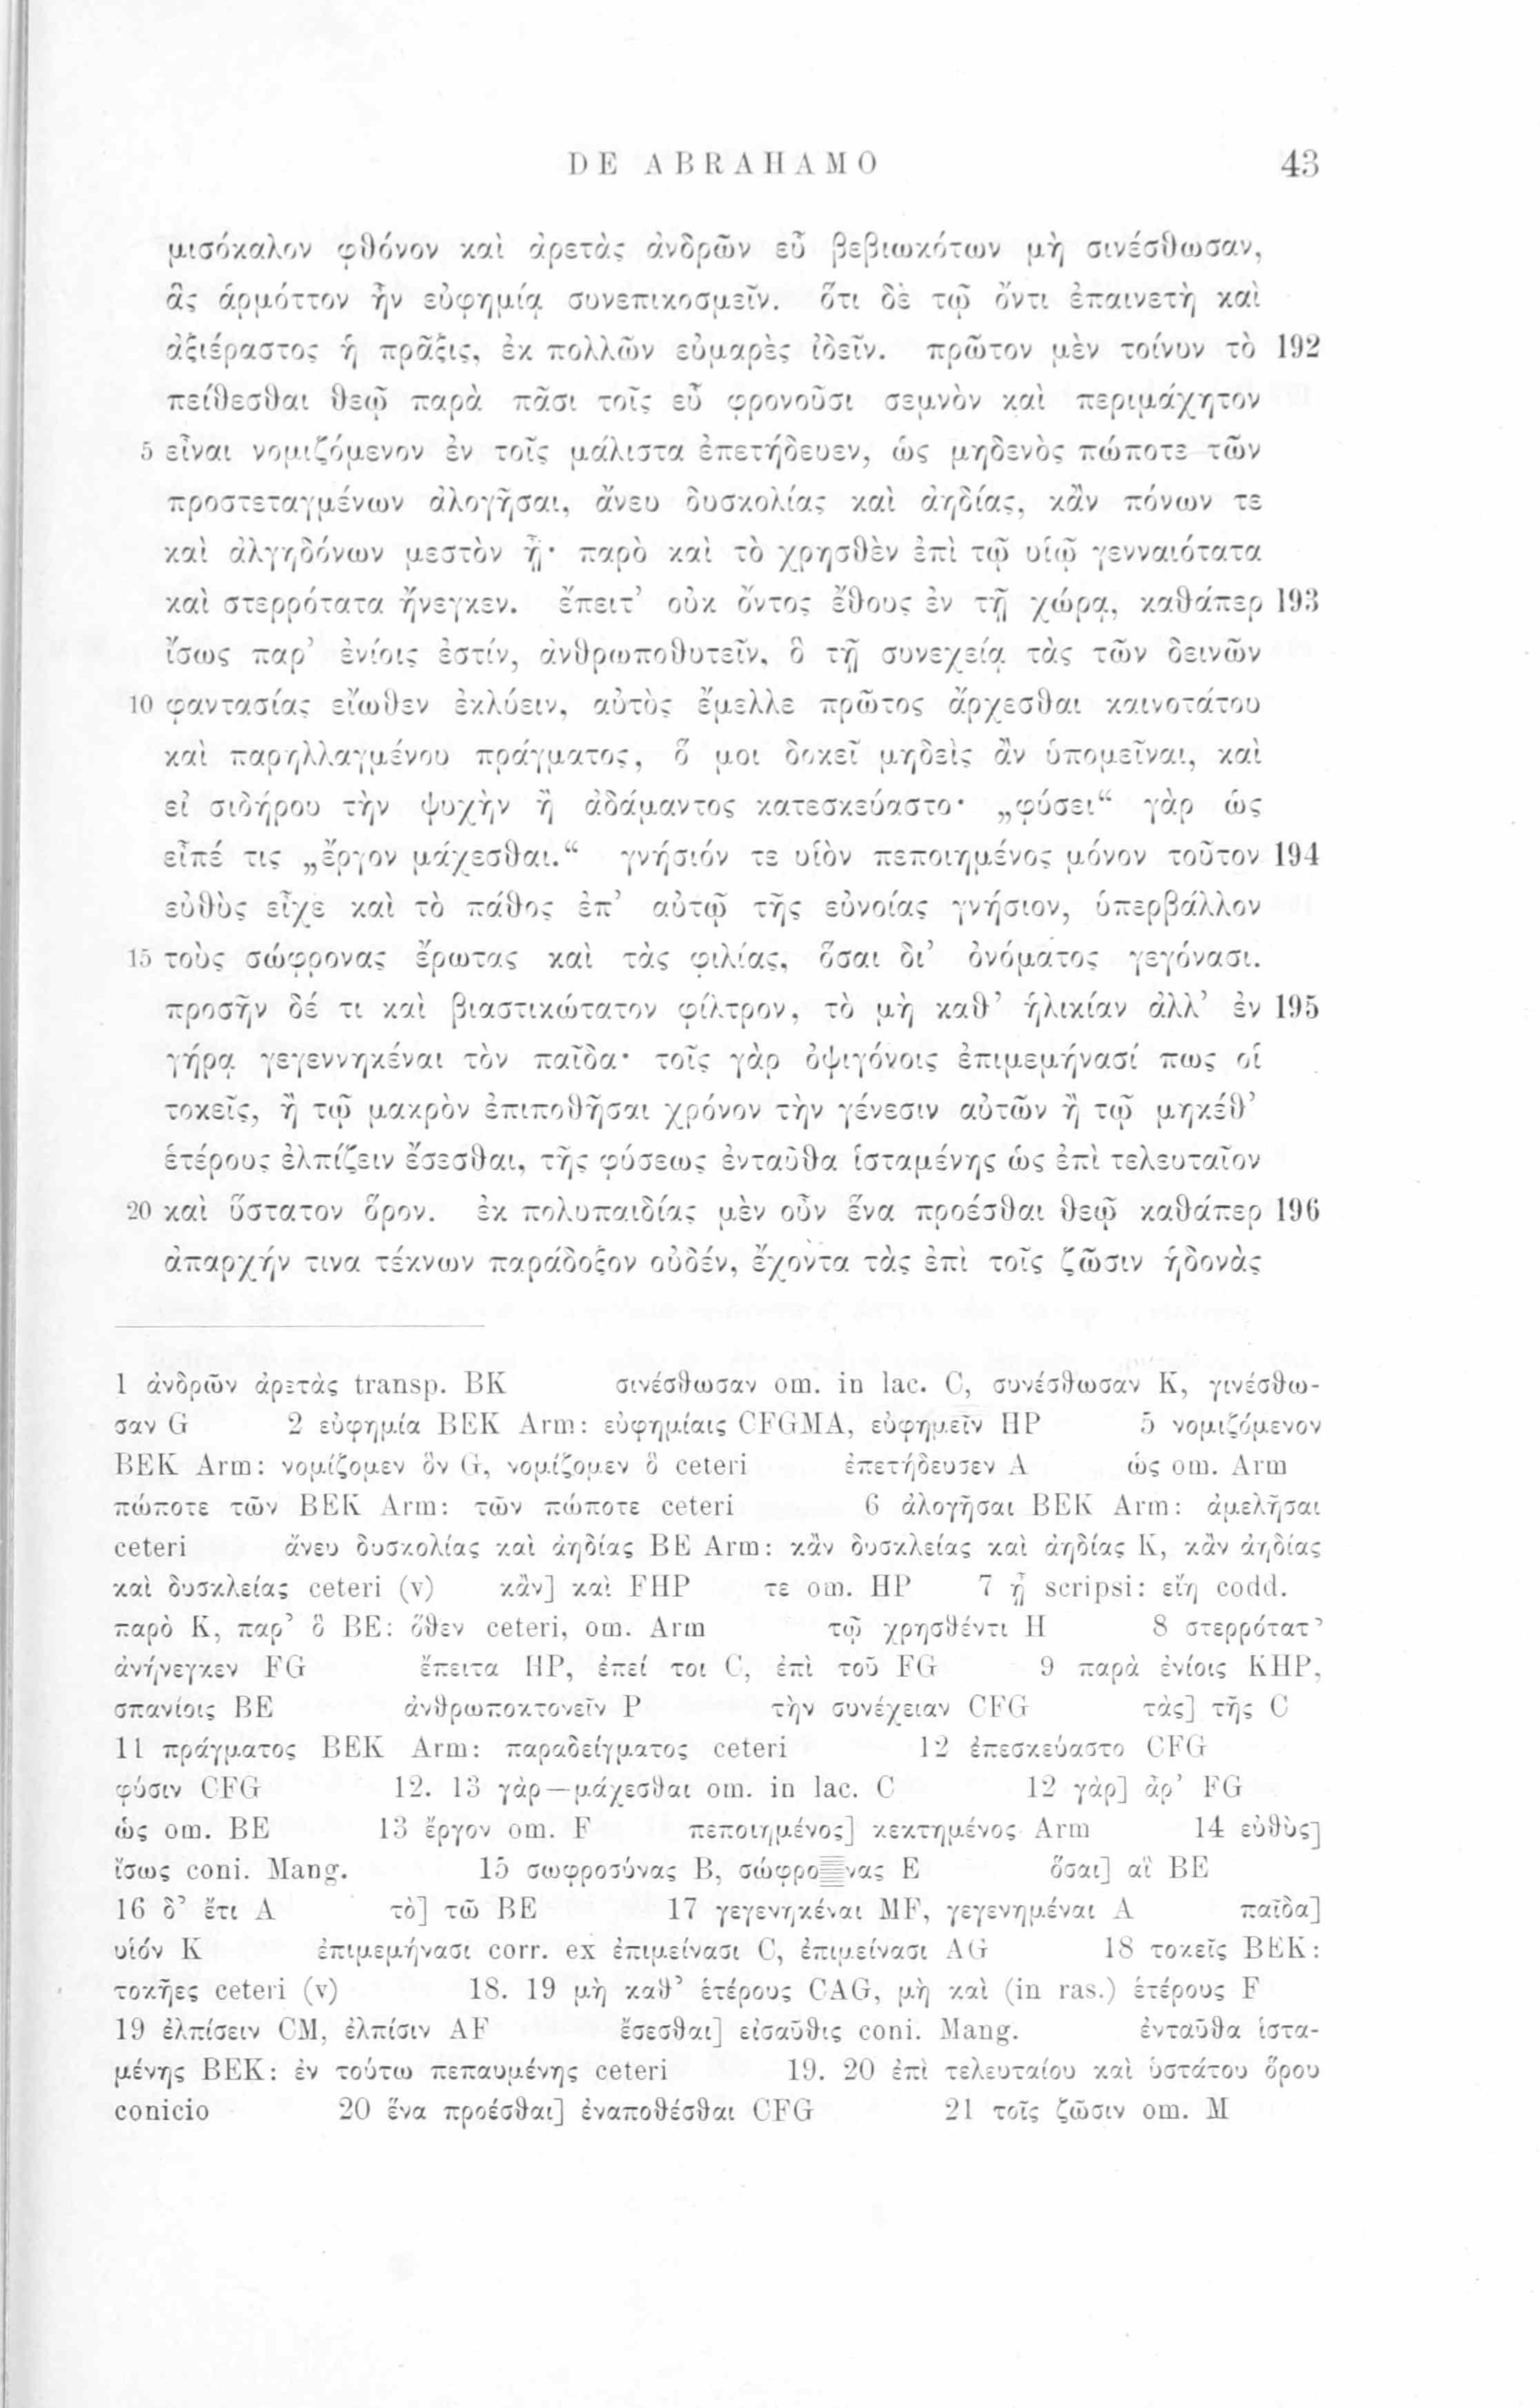 DE ABRAHAMO 43
μισόκαλον φθόνον καὶ ἀρετὰς ἀνδρῶν εὖ βεβιωκότων μὴ σινέσθωσαν,
ἃς ἁρμόττον ἦν εὐφημίᾳ συνεπικοσμεῖν. ὅτι δὲ τῷ ὄντι ἐπαινετὴ καὶ
ἀξιέραστος ἡ πρᾶξις, ἐκ πολλῶν εὐμαρὲς ἰδεῖν. πρῶτον μὲν τοίνυν τὸ 192
πείθεσθαι θεῷ παρὰ πᾶσι τοῖς εὖ φρονοῦσι σεμνὸν καὶ περιμάχητον
5 εἶναι νομιζόμενον ἐν τοῖς μάλιστα ἐπετήδευεν, ὡς μηδενὸς πώποτε τῶν
προστεταγμένων ἀλογῆσαι, ἄνευ δυσκολίας καὶ ἀηδίας, κἂν πόνων τε
καὶ ἀλγηδόνων μεστὸν ᾖ· παρὸ καὶ τὸ χρησθὲν ἐπὶ τῷ υἱῷ γενναιότατα
καὶ στερρότατα ἤνεγκεν. ἔπειτ’ οὐκ ὄντος ἔθους ἐν τῇ χώρᾳ, καθάπερ 193
ἴσως παρ’ ἐνίοις ἐστίν, ἀνθρωποθυτεῖν, ὃ τῇ συνεχείᾳ τὰς τῶν δεινῶν
10 φαντασίας εἴωθεν ἐκλύειν, αὐτὸς ἔμελλε πρῶτος ἄρχεσθαι καινοτάτου
καὶ παρηλλαγμένου πράγματος, ὅ μοι δοκεῖ μηδεὶς ἂν ὑπομεῖναι, καὶ
εἰ σιδήρου τὴν ψυχὴν ἢ ἀδάμαντος κατεσκεύαστο· „φύσει“ γὰρ ὡς
εἶπέ τις „ἔργον μάχεσθαι.“ γνήσιόν τε υἱὸν πεποιημένος μόνον τοῦτον 194
εὐθὺς εἶχε καὶ τὸ πάθος ἐπ’ αὐτῷ τῆς εὐνοίας γνήσιον, ὑπερβάλλον
15 τοὺς σώφρονας ἔρωτας καὶ τὰς φιλίας, ὅσαι δι’ ὀνόματος γεγόνασι.
προσῆν δέ τι καὶ βιαστικώτατον φίλτρον, τὸ μὴ καθ’ ἡλικίαν ἀλλ’ ἐν 195
γήρᾳ γεγεννηκέναι τὸν παῖδα· τοῖς γὰρ ὀψιγόνοις ἐπιμεμήνασί πως οἱ
τοκεῖς, ἢ τῷ μακρὸν ἐπιποθῆσαι χρόνον τὴν γένεσιν αὐτῶν ἢ τῷ μηκέθ’
ἑτέρους ἐλπίζειν ἔσεσθαι, τῆς φύσεως ἐνταῦθα ἱσταμένης ὡς ἐπὶ τελευταῖον
20 καὶ ὕστατον ὅρον. ἐκ πολυπαιδίας μὲν οὖν ἕνα προέσθαι θεῷ καθάπερ 196
ἀπαρχήν τινα τέκνων παράδοξον οὐδέν, ἔχοντα τὰς ἐπὶ τοῖς ζῶσιν ἡδονὰς
1 ἀνδρῶν ἀρετὰς transp. BK σινέσθωσαν om. in lac. C, συνέσθωσαν K, γινέσθω-
σαν G 2 εὐφημία BEK Arm: εὐφημίαις CFGMA, εὐφημεῖν HP 5 νομιζόμενον
BEK Arm: νομίζομεν ὃν G, νομίζομεν ὃ ceteri ἐπετήδευσεν A ὡς om. Arm
πώποτε τῶν BEK Arm: τῶν πώποτε ceteri 6 ἀλογῆσαι BEK Arm: ἀμελῆσαι
ceteri ἄνευ δυσκολίας καὶ ἀηδίας BE Arm: κἂν δυσκλείας καὶ ἀηδίας K, κἂν ἀηδίας
καὶ δυσκλείας ceteri (v) κἂν] καὶ FHP τε om. HP 7 ᾖ scripsi: εἴη codd.
παρὸ K, παρ’ ὃ BE: ὅθεν ceteri, om. Arm τῷ χρησθέντι H 8 στερρότατ’
ἀνήνεγκεν FG ἔπειτα HP, ἐπεί τοι C, ἐπὶ τοῦ FG 9 παρὰ ἐνίοις KHP,
σπανίοις BE ἀνθρωποκτονεῖν P τὴν συνέχειαν CFG τὰς] τῆς C
11 πράγματος BEK Arm: παραδείγματος ceteri 12 ἐπεσκεύαστο CFG
φύσιν CFG 12. 13 γὰρ—μάχεσθαι om. in lac. C 12 γὰρ] ἆρ’ FG
ὡς om. BE 13 ἔργον om. F πεποιημένος] κεκτημένος Arm 14 εὐθὺς]
ἴσως coni. Mang. 15 σωφροσύνας B, σώφρο νας E ὅσαι] αἳ BE
16 δ’ ἔτι A τὸ] τῶ BE 17 γεγενηκέναι MF, γεγενημέναι A παῖδα]
υἱόν K ἐπιμεμήνασι corr. ex ἐπιμείνασι C, ἐπιμείνασι AG 18 τοκεῖς BEK:
τοκῆες ceteri (v) 18. 19 μὴ καθ’ ἑτέρους CAG, μὴ καὶ (in ras.) ἑτέρους F
19 ἐλπίσειν CM, ἐλπίσιν AF ἔσεσθαι] εἰσαῦθις coni. Mang. ἐνταῦθα ἱστα-
μένης BEK: ἐν τούτω πεπαυμένης ceteri 19. 20 ἐπὶ τελευταίου καὶ ὑστάτου ὅρου
conicio 20 ἕνα προέσθαι] ἐναποθέσθαι CFG 21 τοῖς ζῶσιν om. M